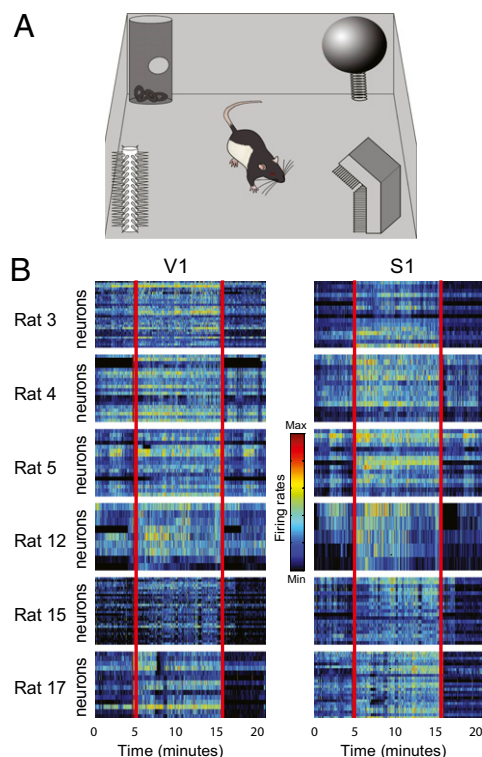 A
B
V1 S1
Rat 3 neurons
Rat 4 neurons
Rat 5 neurons
Rat 12 neurons
Rat 15 neurons
Rat 17 neurons
Max
Firing rates
Min
0 5 10 15 20 0 5 10 15 20
Time (minutes) Time (minutes)